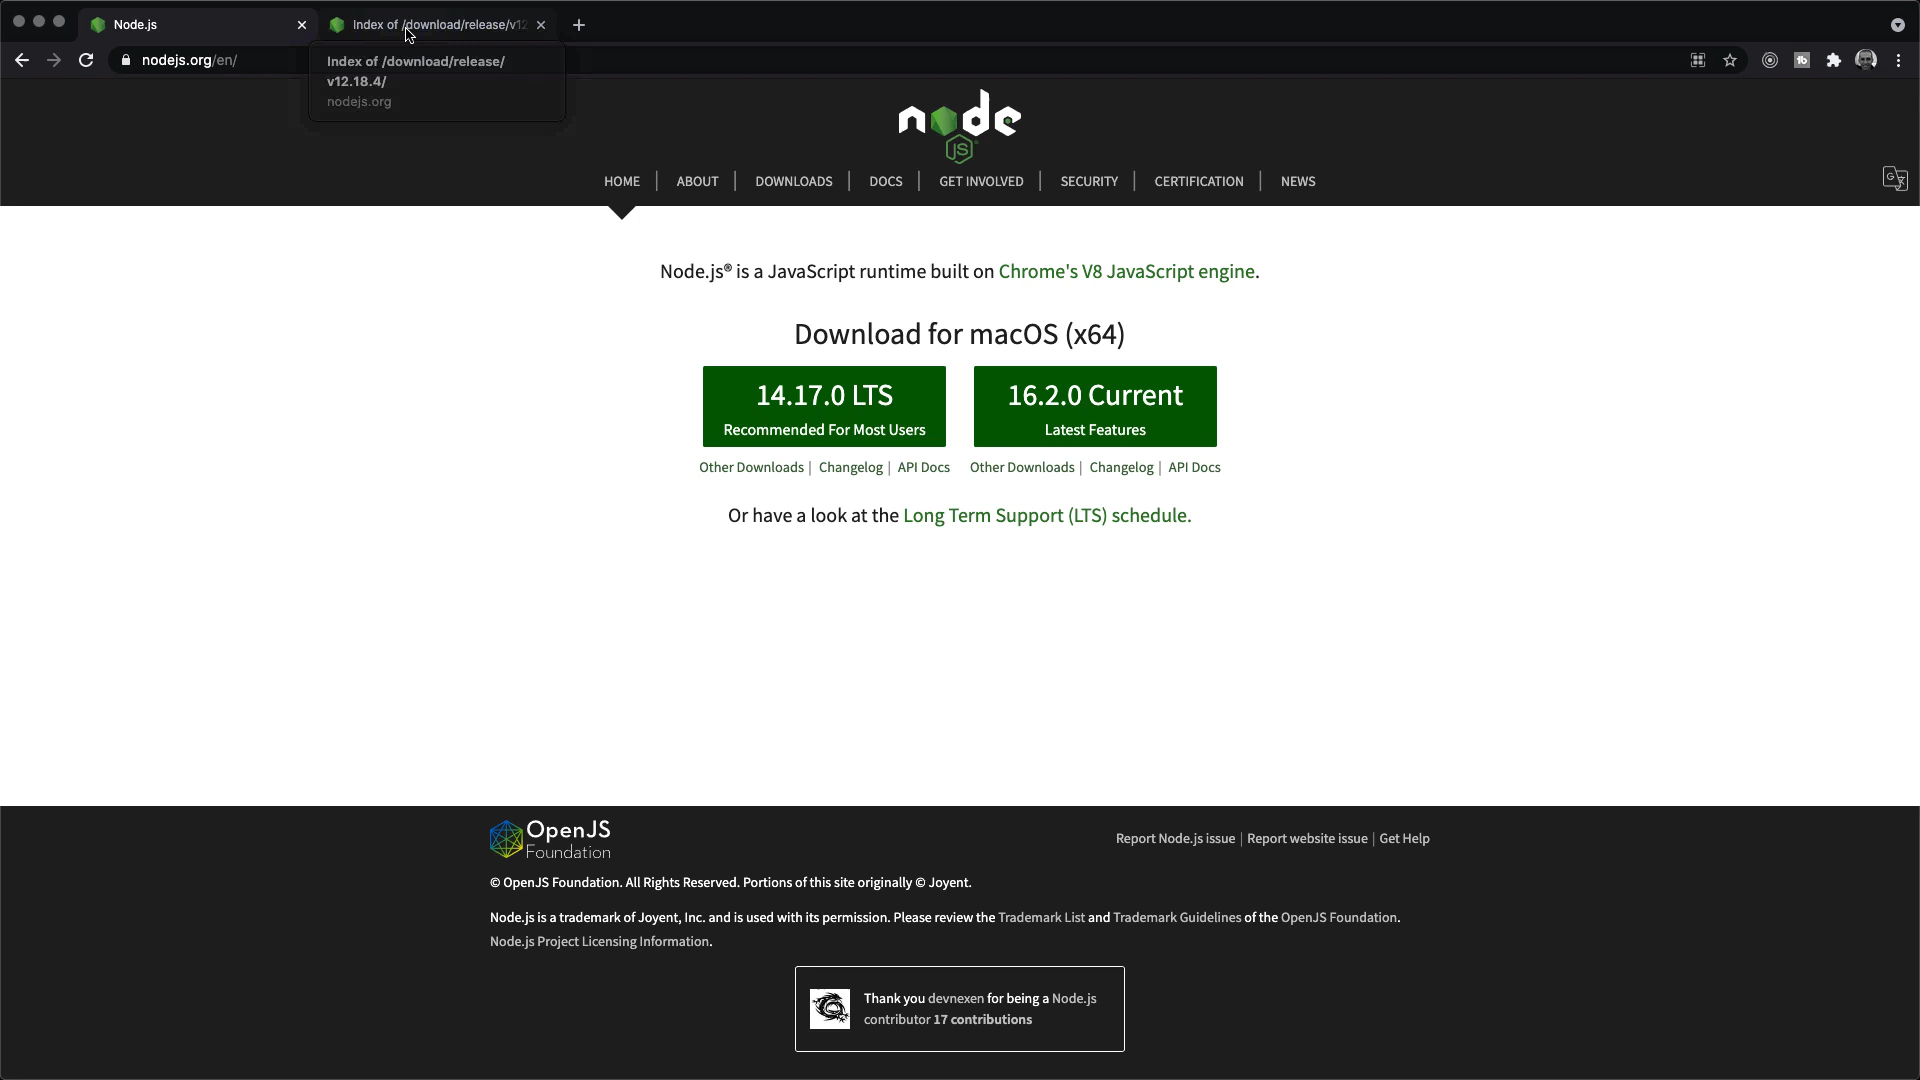 Node.js
Index of /download/release/v12
nodejs.org/en/
Index of /download/release/
v12.18.4/
nodejs.org
node
JS
HOME | ABOUT | DOWNLOADS | DOCS | GET INVOLVED | SECURITY | CERTIFICATION | NEWS
Node.js® is a JavaScript runtime built on Chrome's V8 JavaScript engine.
Download for macOS (x64)
14.17.0 LTS
Recommended For Most Users
16.2.0 Current
Latest Features
Other Downloads | Changelog | API Docs
Other Downloads | Changelog | API Docs
Or have a look at the Long Term Support (LTS) schedule.
OpenJS
Foundation
Report Node.js issue | Report website issue | Get Help
© OpenJS Foundation. All Rights Reserved. Portions of this site originally © Joyent.
Node.js is a trademark of Joyent, Inc. and is used with its permission. Please review the Trademark List and Trademark Guidelines of the OpenJS Foundation.
Node.js Project Licensing Information.
Thank you devnexen for being a Node.js
contributor 17 contributions